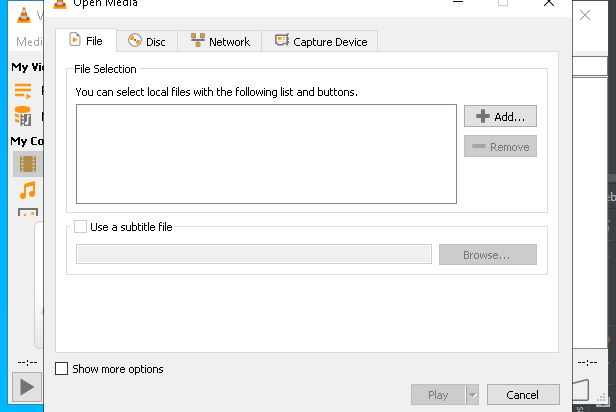 Open Media
Medi
File
Disc
Network
Capture Device
My Vi
File Selection
You can select local files with the following list and buttons.
Add...
Remove
My Co
Use a subtitle file
Browse...
--:--
--:--
Show more options
Play
Cancel